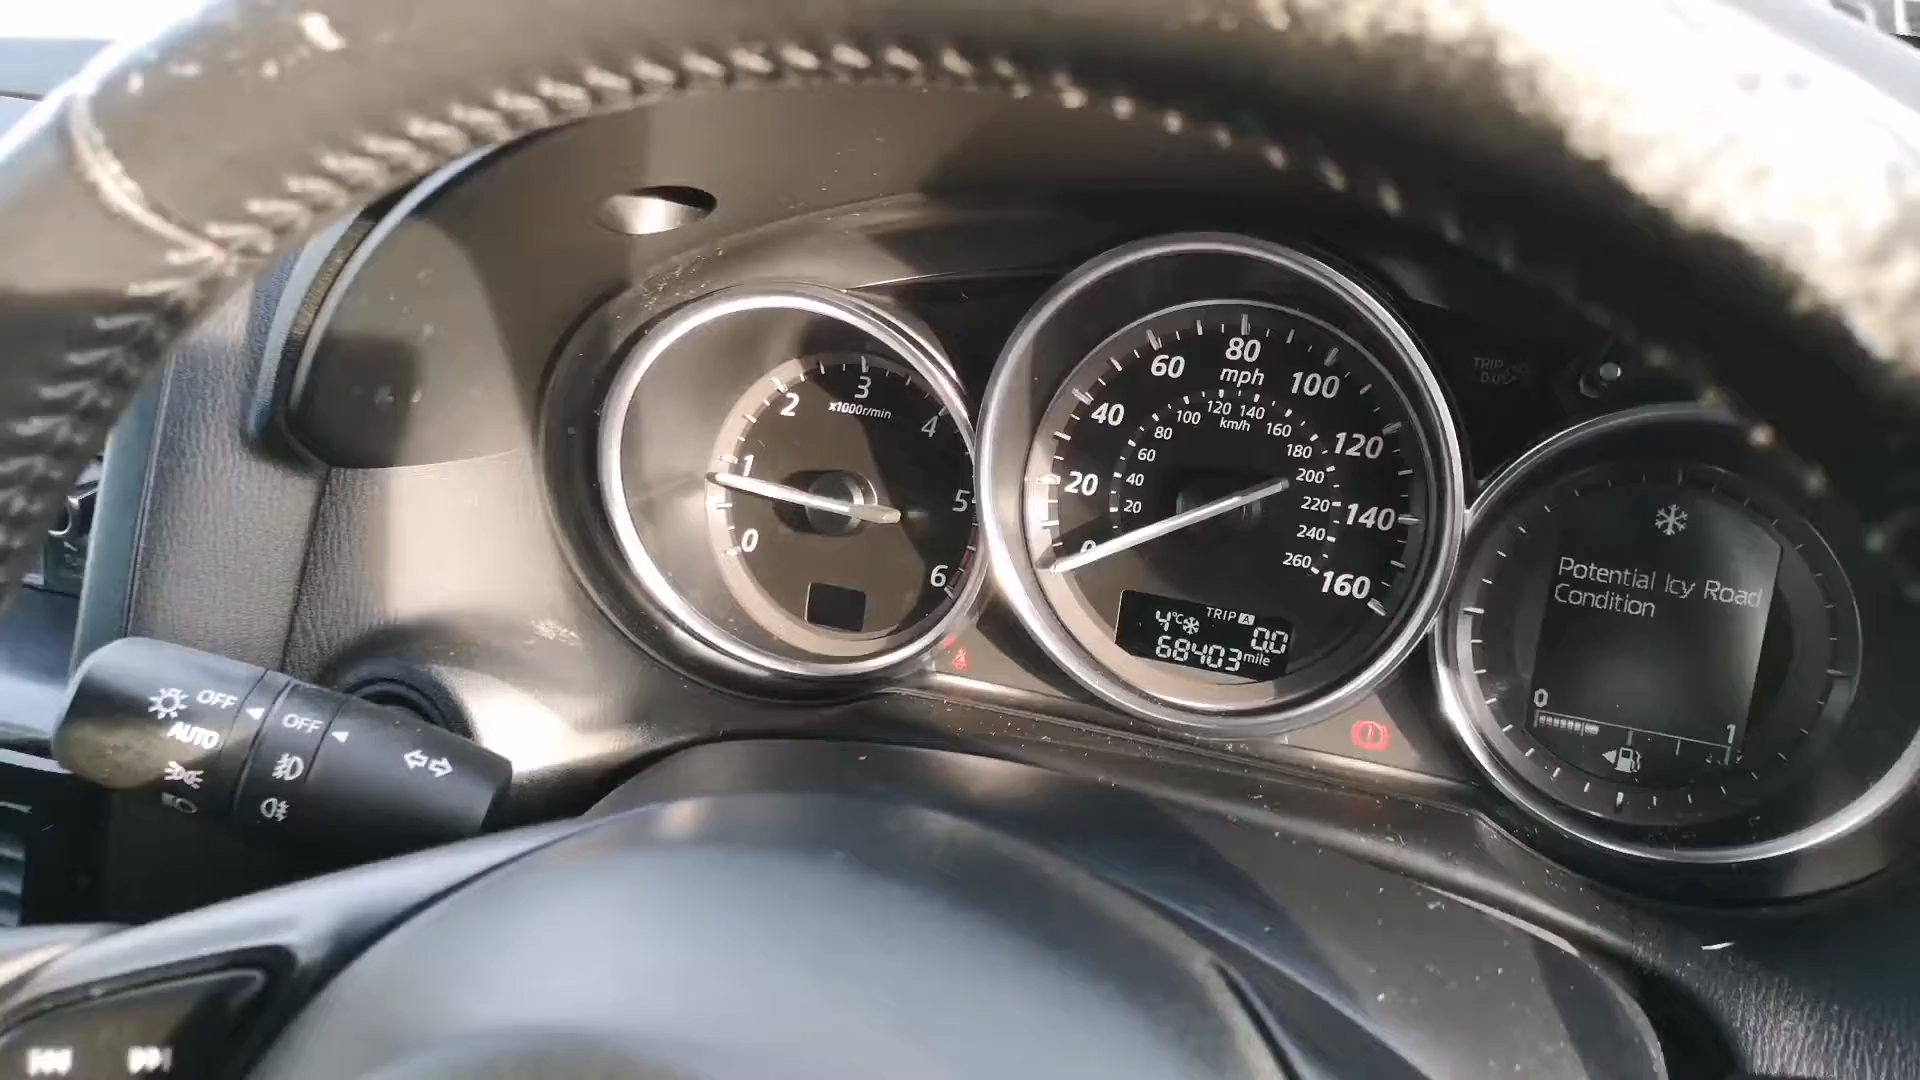 0
1
2
3
4
5
6
x1000r/min
0
20
40
60
80
100
120
140
160
mph
20
40
60
80
100
120
140
160
180
200
220
240
260
km/h
TRIP A
4°C
0.0
68403 mile
TRIP
Potential Icy Road
Condition
0
1
OFF
AUTO
OFF